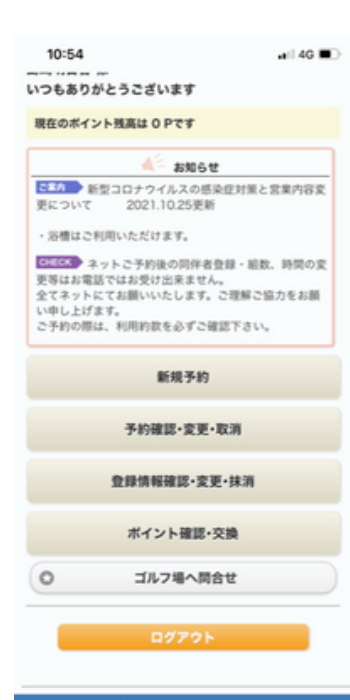 10:54 4G
いつもありがとうございます
現在のポイント残高は 0 Pです
お知らせ
ご案内 新型コロナウイルスの感染症対策と営業内容変
更について 2021.10.25更新
・浴槽はご利用いただけます。
CHECK ネットご予約後の同伴者登録・組数、時間の変
更等はお電話ではお受け出来ません。
全てネットにてお願いいたします。ご理解ご協力をお願
い申し上げます。
ご予約の際は、利用約款を必ずご確認下さい。
新規予約
予約確認・変更・取消
登録情報確認・変更・抹消
ポイント確認・交換
ゴルフ場へ問合せ
ログアウト